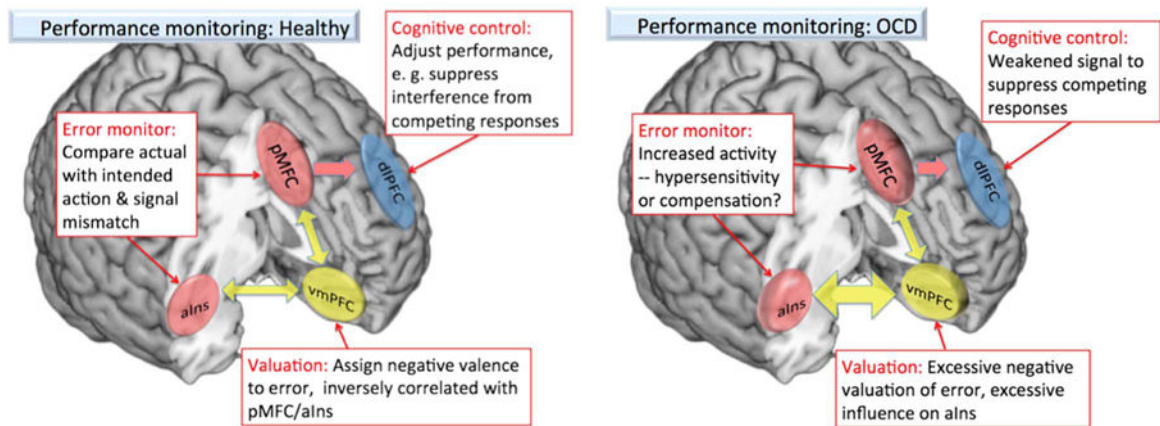 Performance monitoring: Healthy
Cognitive control:
Adjust performance,
e. g. suppress
interference from
competing responses
Error monitor:
Compare actual
with intended
action & signal
mismatch
pMFC
dlPFC
aIns
vmPFC
Valuation: Assign negative valence
to error, inversely correlated with
pMFC/aIns
Performance monitoring: OCD
Cognitive control:
Weakened signal to
suppress competing
responses
Error monitor:
Increased activity
-- hypersensitivity
or compensation?
pMFC
dlPFC
aIns
vmPFC
Valuation: Excessive negative
valuation of error, excessive
influence on aIns